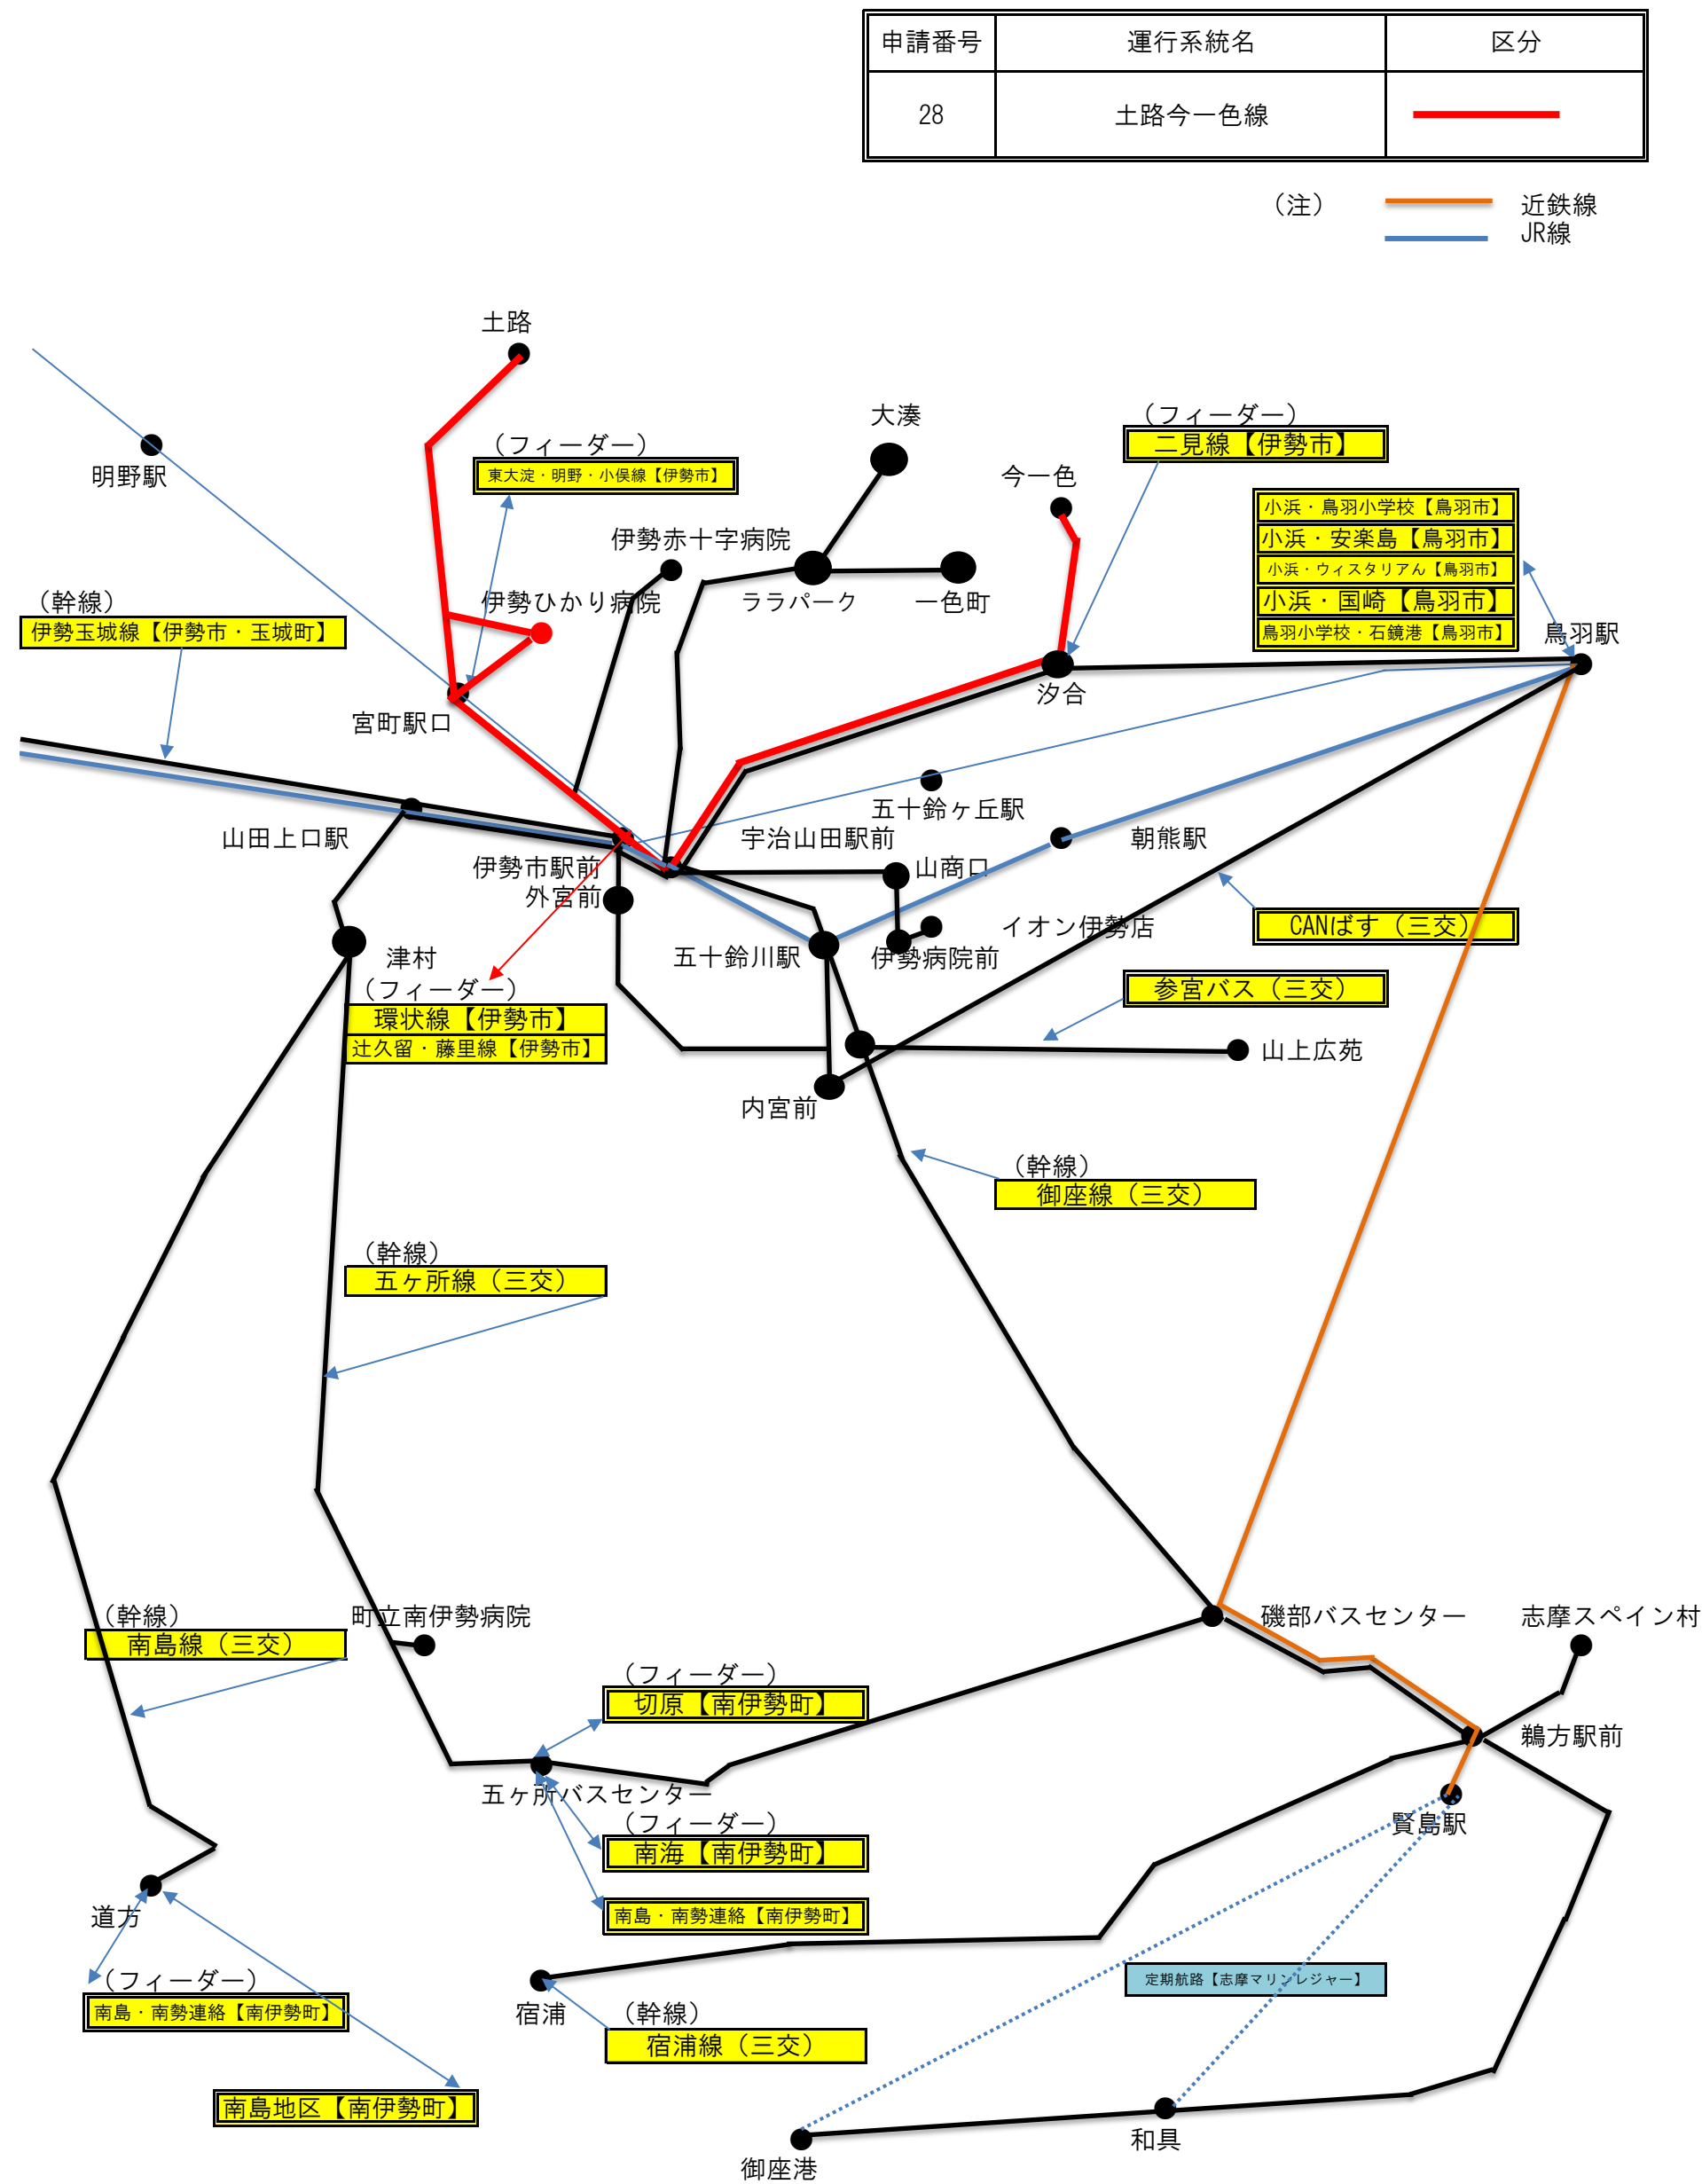 申請番号 運行系統名 区分
28 土路今一色線
（注） 近鉄線
JR線
土路
大湊
（フィーダー）
二見線【伊勢市】
明野駅
（フィーダー）
東大淀・明野・小俣線【伊勢市】
今一色
小浜・鳥羽小学校【鳥羽市】
小浜・安楽島【鳥羽市】
小浜・ウィスタリアん【鳥羽市】
小浜・国崎【鳥羽市】
鳥羽小学校・石鏡港【鳥羽市】
伊勢赤十字病院
伊勢ひかり病院
ララパーク
一色町
（幹線）
伊勢玉城線【伊勢市・玉城町】
鳥羽駅
汐合
宮町駅口
五十鈴ヶ丘駅
山田上口駅
宇治山田駅前
朝熊駅
伊勢市駅前
山商口
外宮前
イオン伊勢店
CANばす（三交）
津村
五十鈴川駅
伊勢病院前
（フィーダー）
環状線【伊勢市】
辻久留・藤里線【伊勢市】
参宮バス（三交）
山上広苑
内宮前
（幹線）
御座線（三交）
（幹線）
五ヶ所線（三交）
（幹線）
南島線（三交）
町立南伊勢病院
磯部バスセンター
志摩スペイン村
（フィーダー）
切原【南伊勢町】
鵜方駅前
五ヶ所バスセンター
（フィーダー）
南海【南伊勢町】
賢島駅
南島・南勢連絡【南伊勢町】
道方
（フィーダー）
南島・南勢連絡【南伊勢町】
定期航路【志摩マリンレジャー】
宿浦
（幹線）
宿浦線（三交）
南島地区【南伊勢町】
和具
御座港